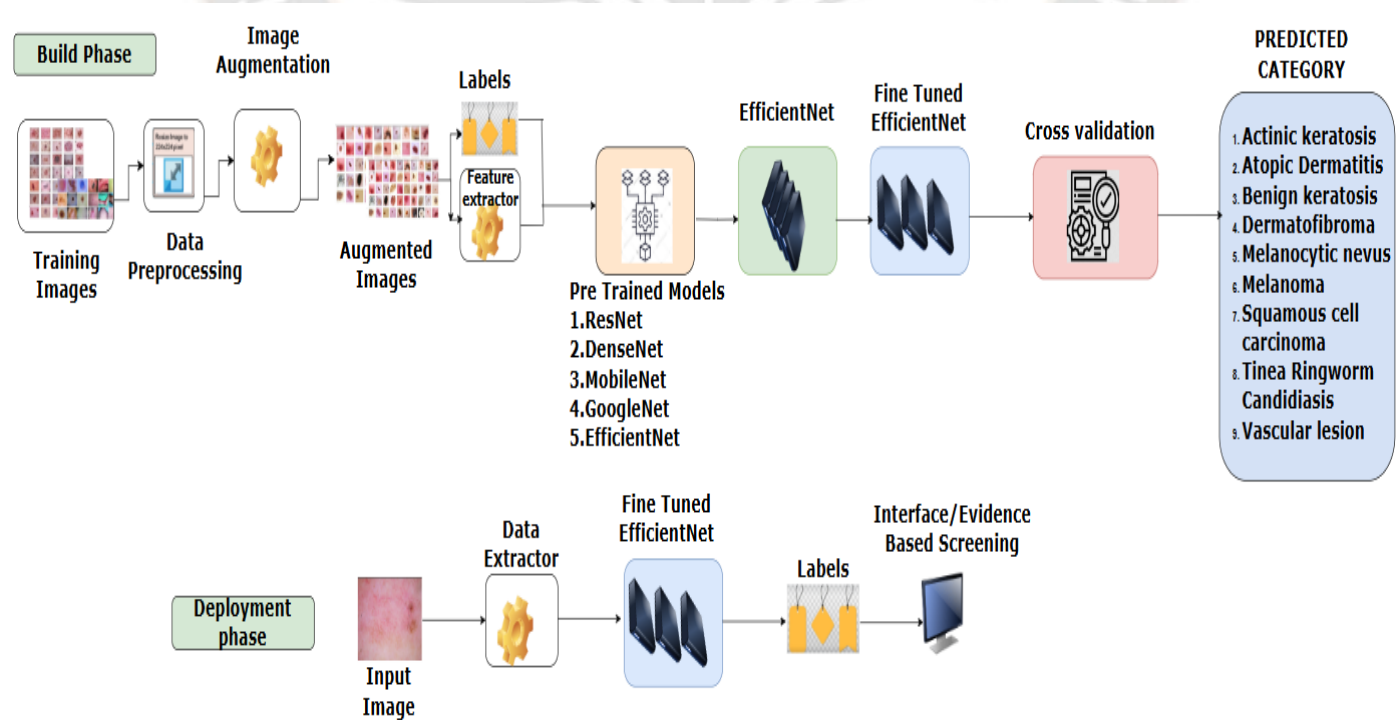 Build Phase
Image
Augmentation
Labels
EfficientNet
Fine Tuned
EfficientNet
Cross validation
PREDICTED
CATEGORY
Resize Image to
Feature
extractor
Training
Images
Data
Preprocessing
Augmented
Images
Pre Trained Models
1.ResNet
2.DenseNet
3.MobileNet
4.GoogleNet
5.EfficientNet
1. Actinic keratosis
2. Atopic Dermatitis
3. Benign keratosis
4. Dermatofibroma
5. Melanocytic nevus
6. Melanoma
7. Squamous cell
carcinoma
8. Tinea Ringworm
Candidiasis
9. Vascular lesion
Deployment
phase
Input
Image
Data
Extractor
Fine Tuned
EfficientNet
Labels
Interface/Evidence
Based Screening